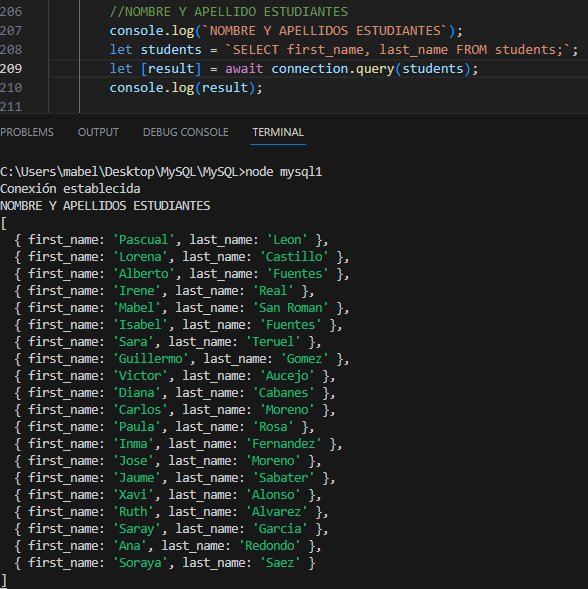 206 //NOMBRE Y APELLIDO ESTUDIANTES
207 console.log(`NOMBRE Y APELLIDOS ESTUDIANTES`);
208 let students = `SELECT first_name, last_name FROM students;`;
209 let [result] = await connection.query(students);
210 console.log(result);
211
PROBLEMS OUTPUT DEBUG CONSOLE TERMINAL
C:\Users\mabel\Desktop\MySQL\MySQL>node mysql1
Conexión establecida
NOMBRE Y APELLIDOS ESTUDIANTES
[
{ first_name: 'Pascual', last_name: 'Leon' },
{ first_name: 'Lorena', last_name: 'Castillo' },
{ first_name: 'Alberto', last_name: 'Fuentes' },
{ first_name: 'Irene', last_name: 'Real' },
{ first_name: 'Mabel', last_name: 'San Roman' },
{ first_name: 'Isabel', last_name: 'Fuentes' },
{ first_name: 'Sara', last_name: 'Teruel' },
{ first_name: 'Guillermo', last_name: 'Gomez' },
{ first_name: 'Victor', last_name: 'Aucejo' },
{ first_name: 'Diana', last_name: 'Cabanes' },
{ first_name: 'Carlos', last_name: 'Moreno' },
{ first_name: 'Paula', last_name: 'Rosa' },
{ first_name: 'Inma', last_name: 'Fernandez' },
{ first_name: 'Jose', last_name: 'Moreno' },
{ first_name: 'Jaume', last_name: 'Sabater' },
{ first_name: 'Xavi', last_name: 'Alonso' },
{ first_name: 'Ruth', last_name: 'Alvarez' },
{ first_name: 'Saray', last_name: 'Garcia' },
{ first_name: 'Ana', last_name: 'Redondo' },
{ first_name: 'Soraya', last_name: 'Saez' }
]